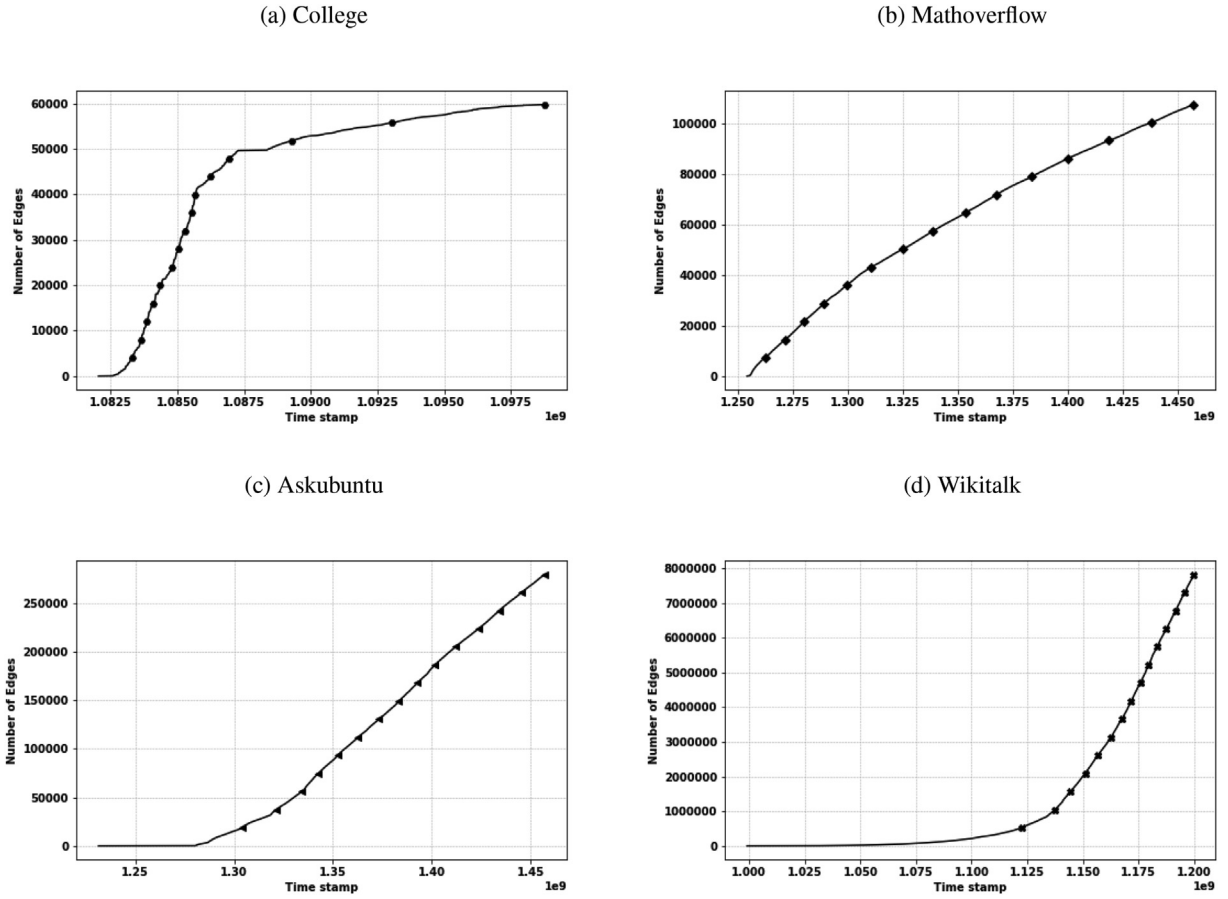 (a) College
60000
50000
40000
30000
20000
10000
0
Number of Edges
1.0825 1.0850 1.0875 1.0900 1.0925 1.0950 1.0975
Time stamp
1e9
(b) Mathoverflow
100000
80000
60000
40000
20000
0
Number of Edges
1.250 1.275 1.300 1.325 1.350 1.375 1.400 1.425 1.450
Time stamp
1e9
(c) Askubuntu
250000
200000
150000
100000
50000
0
Number of Edges
1.25 1.30 1.35 1.40 1.45
Time stamp
1e9
(d) Wikitalk
8000000
7000000
6000000
5000000
4000000
3000000
2000000
1000000
0
Number of Edges
1.000 1.025 1.050 1.075 1.100 1.125 1.150 1.175 1.200
Time stamp
1e9